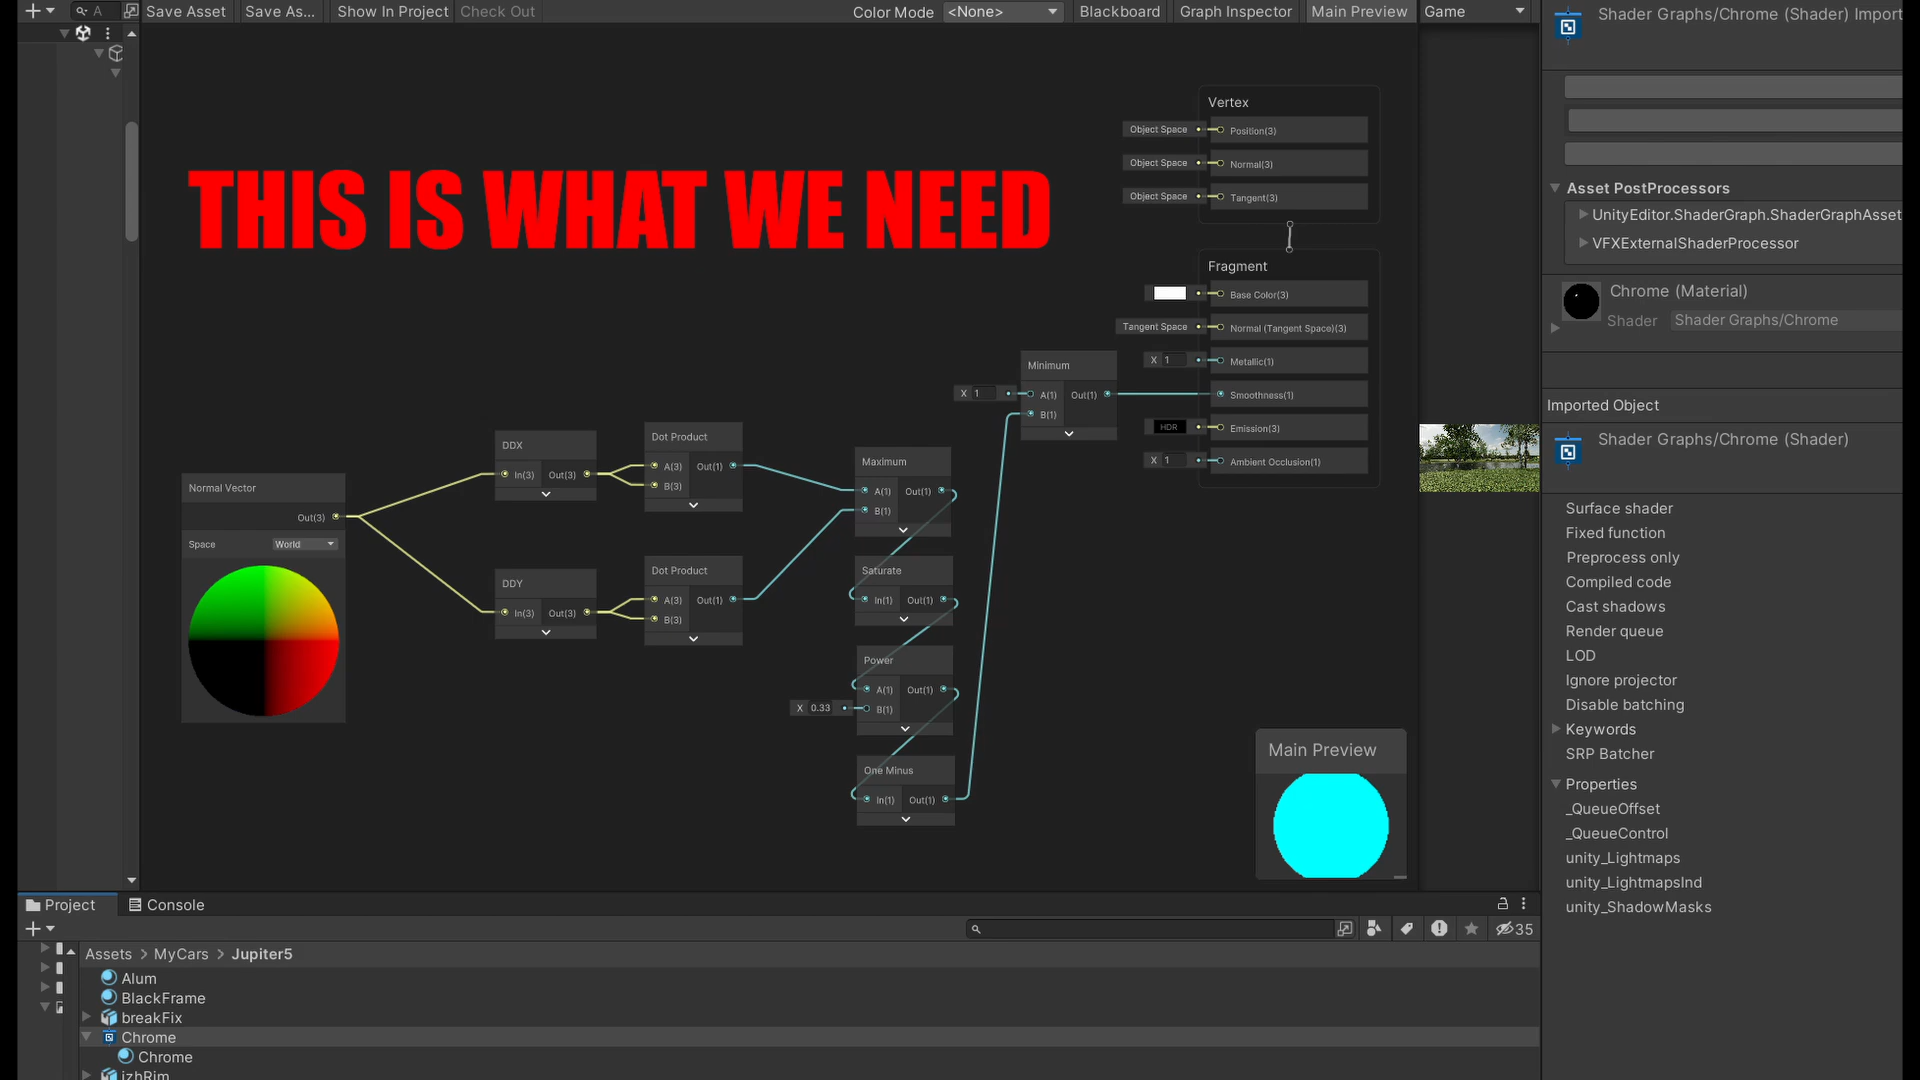 A
Save Asset
Save As...
Show In Project
Check Out
Color Mode
<None>
Blackboard
Graph Inspector
Main Preview
Game
Shader Graphs/Chrome (Shader) Import
THIS IS WHAT WE NEED
Vertex
Object Space
Position(3)
Object Space
Normal(3)
Object Space
Tangent(3)
Fragment
Base Color(3)
Tangent Space
Normal (Tangent Space)(3)
X 1
Metallic(1)
Smoothness(1)
HDR
Emission(3)
X 1
Ambient Occlusion(1)
Minimum
X 1
A(1)
Out(1)
B(1)
Normal Vector
Out(3)
Space
World
DDX
In(3)
Out(3)
DDY
In(3)
Out(3)
Dot Product
A(3)
Out(1)
B(3)
Dot Product
A(3)
Out(1)
B(3)
Maximum
A(1)
Out(1)
B(1)
Saturate
In(1)
Out(1)
Power
A(1)
Out(1)
X 0.33
B(1)
One Minus
In(1)
Out(1)
Main Preview
Asset PostProcessors
UnityEditor.ShaderGraph.ShaderGraphAsset
VFXExternalShaderProcessor
Chrome (Material)
Shader
Shader Graphs/Chrome
Imported Object
Shader Graphs/Chrome (Shader)
Surface shader
Fixed function
Preprocess only
Compiled code
Cast shadows
Render queue
LOD
Ignore projector
Disable batching
Keywords
SRP Batcher
Properties
_QueueOffset
_QueueControl
unity_Lightmaps
unity_LightmapsInd
unity_ShadowMasks
Project
Console
35
Assets > MyCars > Jupiter5
Alum
BlackFrame
breakFix
Chrome
Chrome
izhRim